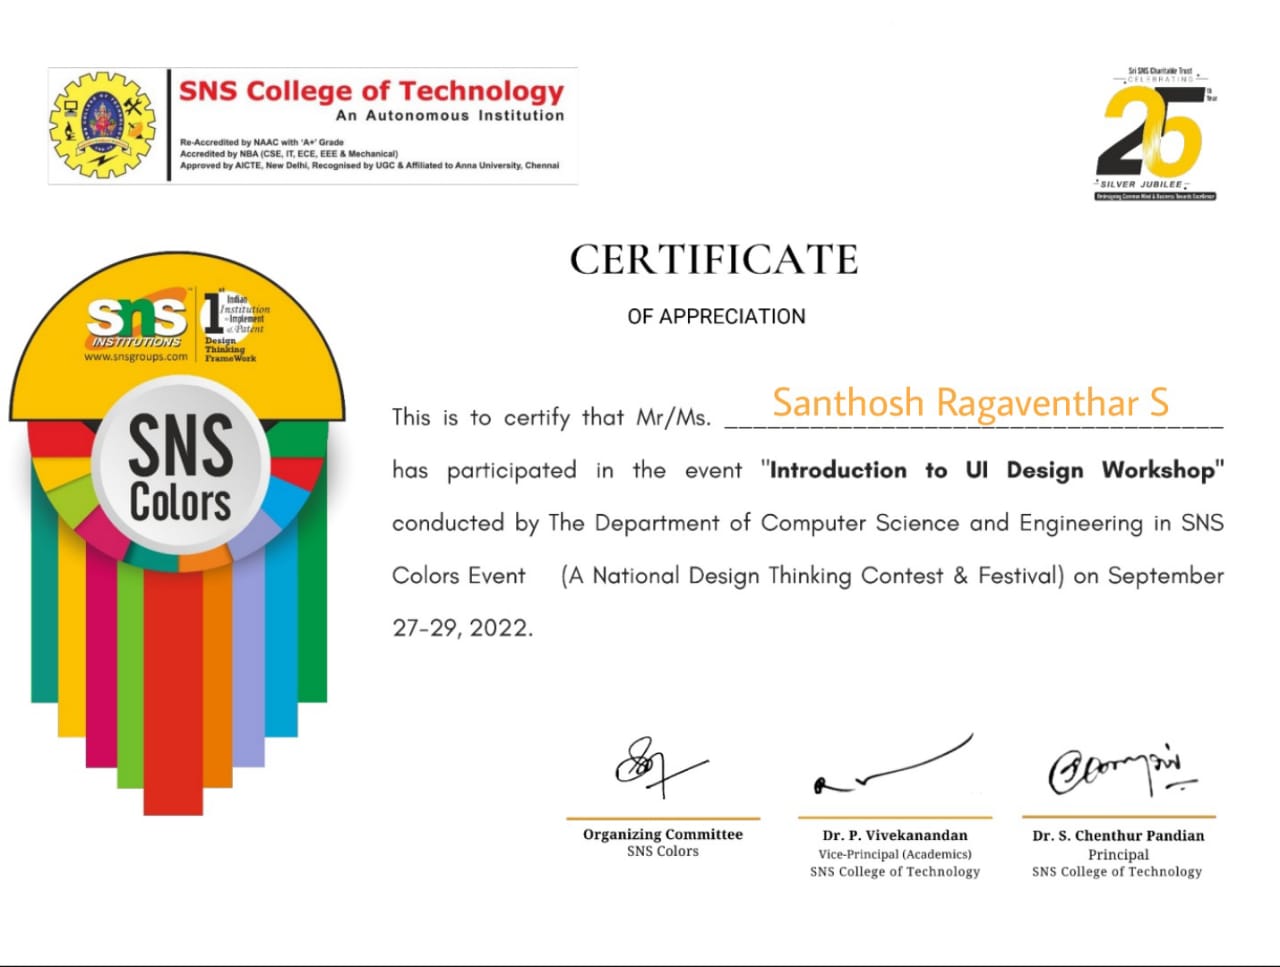 SNS College of Technology
An Autonomous Institution
Re-Accredited by NAAC with 'A+' Grade
Accredited by NBA (CSE, IT, ECE, EEE & Mechanical)
Approved by AICTE, New Delhi, Recognised by UGC & Affiliated to Anna University, Chennai
Sri SNS Charitable Trust
CELEBRATING
25th Year
SILVER JUBILEE
CERTIFICATE
OF APPRECIATION
sns
INSTITUTIONS
www.snsgroups.com
1st Indian
Institution
to Implement
& Patent
Design
Thinking
FrameWork
SNS
Colors
This is to certify that Mr/Ms. Santhosh Ragaventhar S
has participated in the event "Introduction to UI Design Workshop"
conducted by The Department of Computer Science and Engineering in SNS
Colors Event (A National Design Thinking Contest & Festival) on September
27-29, 2022.
Organizing Committee
SNS Colors
Dr. P. Vivekanandan
Vice-Principal (Academics)
SNS College of Technology
Dr. S. Chenthur Pandian
Principal
SNS College of Technology